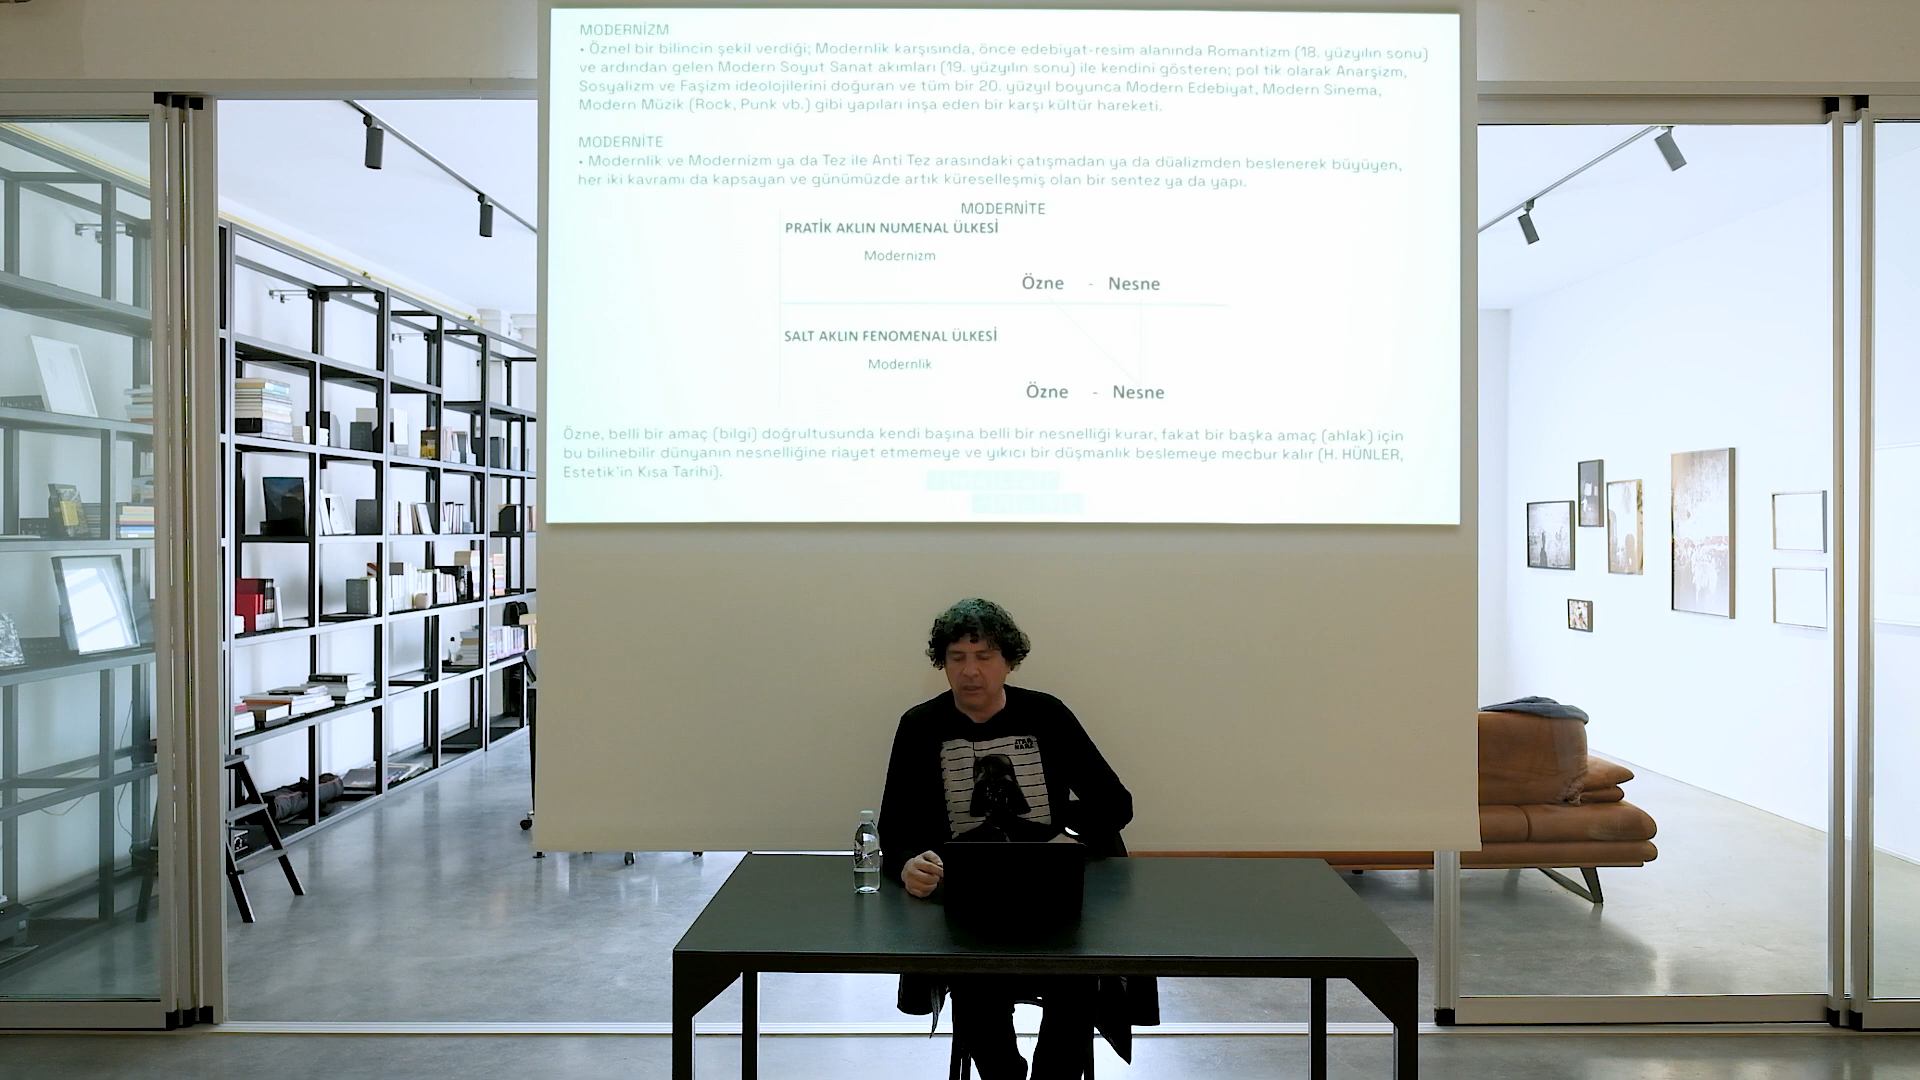 MODERNİZM
• Öznel bir bilincin şekil verdiği; Modernlik karşısında, önce edebiyat-resim alanında Romantizm (18. yüzyılın sonu)
ve ardından gelen Modern Soyut Sanat akımları (19. yüzyılın sonu) ile kendini gösteren; pol tik olarak Anarşizm,
Sosyalizm ve Faşizm ideolojilerini doğuran ve tüm bir 20. yüzyıl boyunca Modern Edebiyat, Modern Sinema,
Modern Müzik (Rock, Punk vb.) gibi yapıları inşa eden bir karşı kültür hareketi.
MODERNİTE
• Modernlik ve Modernizm ya da Tez ile Anti Tez arasındaki çatışmadan ya da düalizmden beslenerek büyüyen,
her iki kavramı da kapsayan ve günümüzde artık küreselleşmiş olan bir sentez ya da yapı.
MODERNİTE
PRATİK AKLIN NUMENAL ÜLKESİ
Modernizm
Özne - Nesne
SALT AKLIN FENOMENAL ÜLKESİ
Modernlik
Özne - Nesne
Özne, belli bir amaç (bilgi) doğrultusunda kendi başına belli bir nesnelliği kurar, fakat bir başka amaç (ahlak) için
bu bilinebilir dünyanın nesnelliğine riayet etmemeye ve yıkıcı bir düşmanlık beslemeye mecbur kalır (H. HÜNLER,
Estetik'in Kısa Tarihi).
STAR
WARS